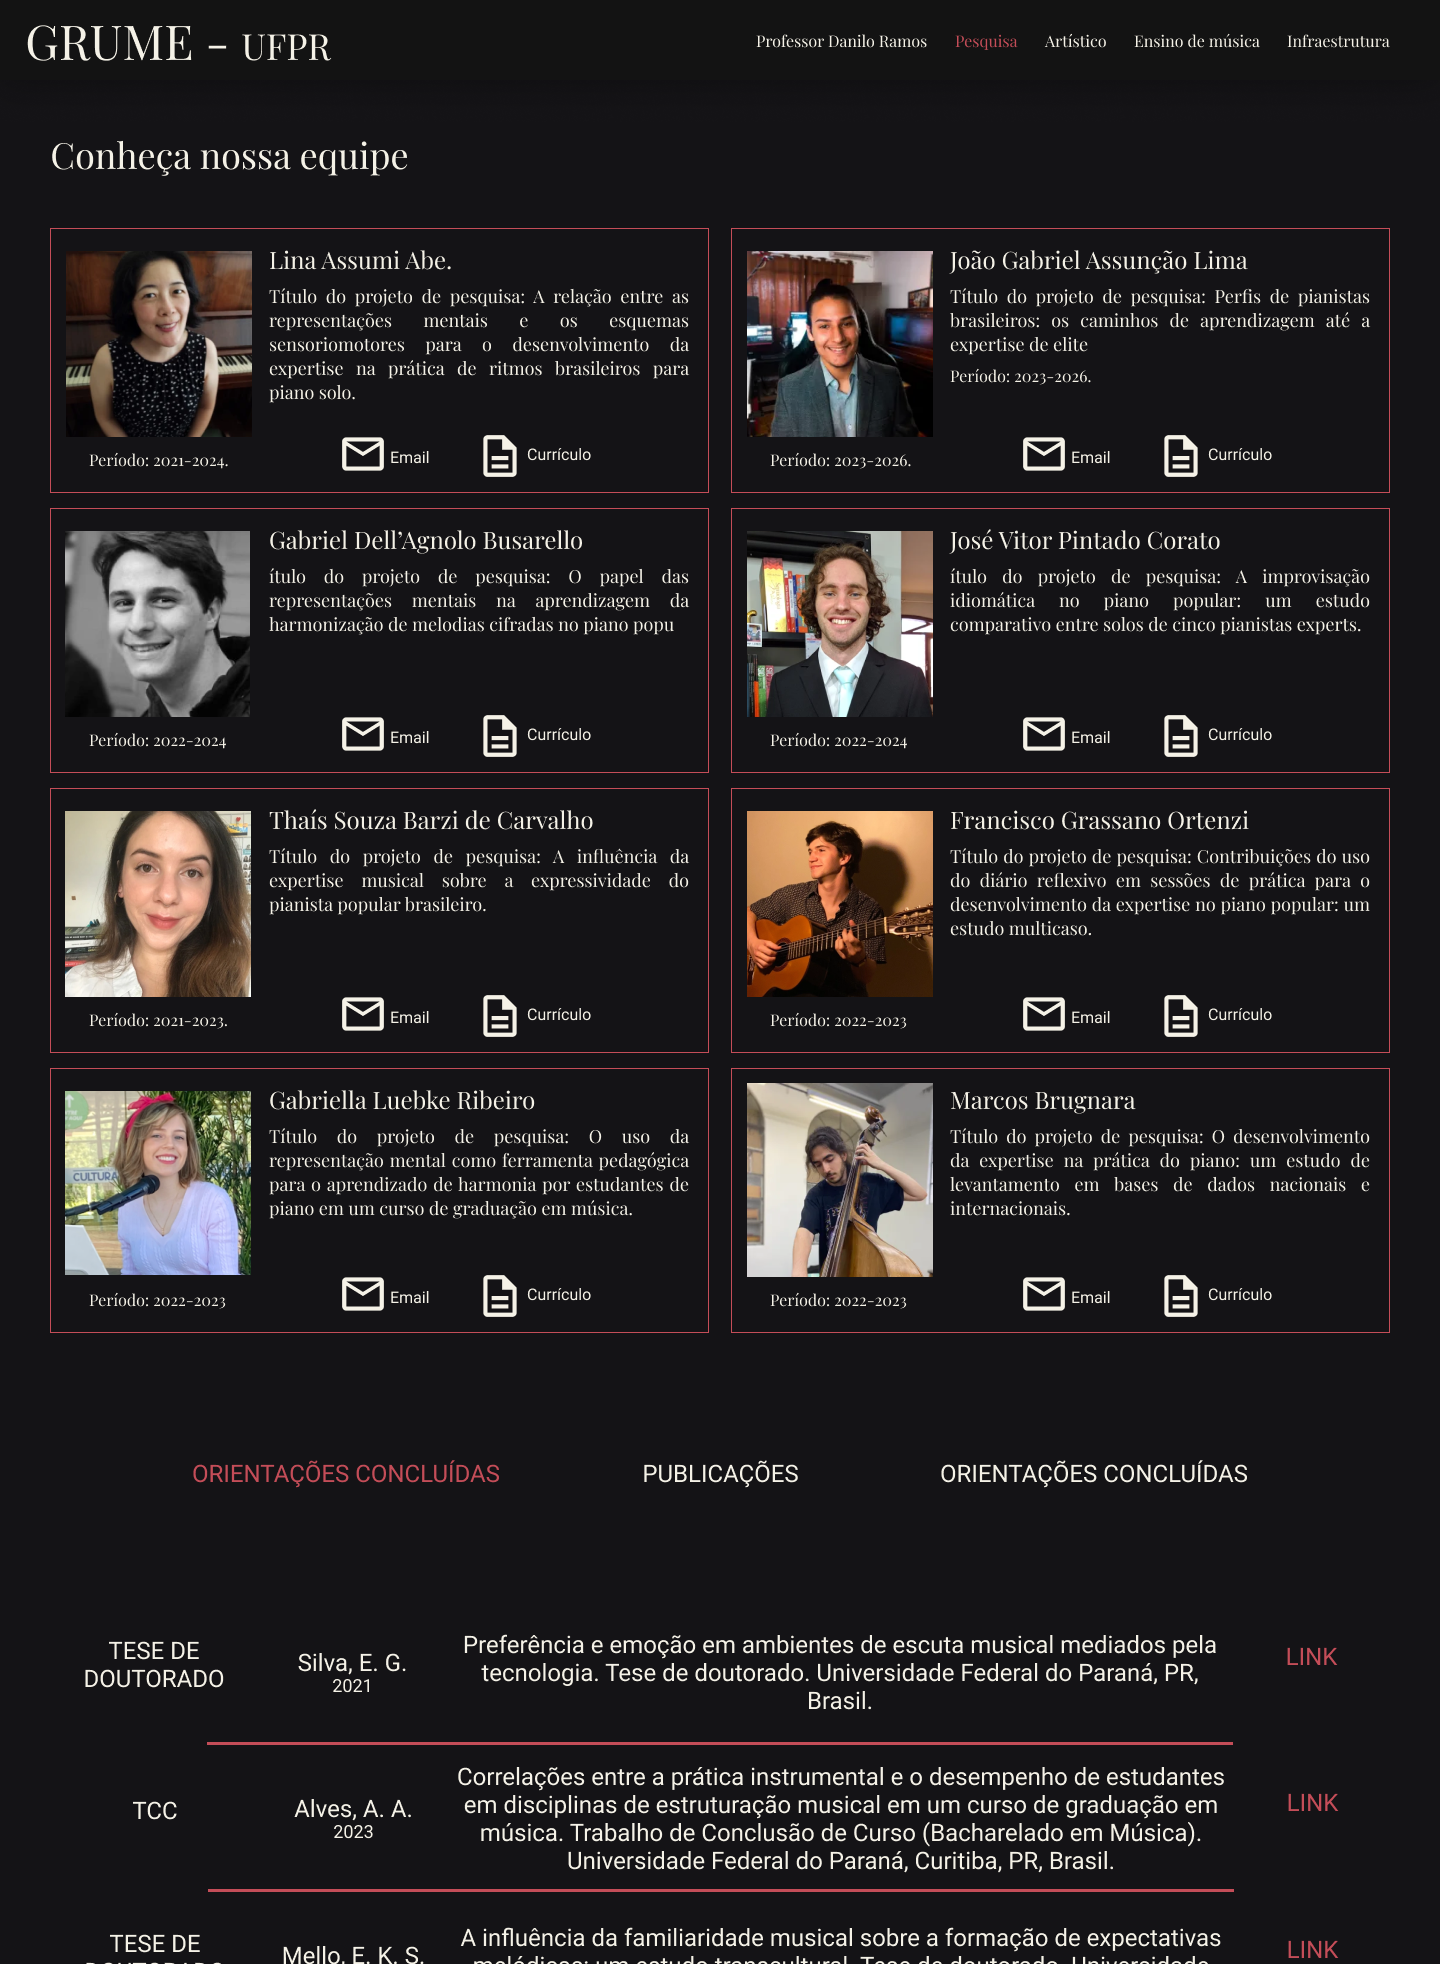 GRUME - UFPR
Professor Danilo Ramos
Pesquisa
Artístico
Ensino de música
Infraestrutura
Conheça nossa equipe
Lina Assumi Abe.
Título do projeto de pesquisa: A relação entre as
representações mentais e os esquemas
sensoriomotores para o desenvolvimento da
expertise na prática de ritmos brasileiros para
piano solo.
Período: 2021-2024.
Email
Currículo
João Gabriel Assunção Lima
Título do projeto de pesquisa: Perfis de pianistas
brasileiros: os caminhos de aprendizagem até a
expertise de elite
Período: 2023-2026.
Período: 2023-2026.
Email
Currículo
Gabriel Dell’Agnolo Busarello
ítulo do projeto de pesquisa: O papel das
representações mentais na aprendizagem da
harmonização de melodias cifradas no piano popu
Período: 2022-2024
Email
Currículo
José Vitor Pintado Corato
ítulo do projeto de pesquisa: A improvisação
idiomática no piano popular: um estudo
comparativo entre solos de cinco pianistas experts.
Período: 2022-2024
Email
Currículo
Thaís Souza Barzi de Carvalho
Título do projeto de pesquisa: A influência da
expertise musical sobre a expressividade do
pianista popular brasileiro.
Período: 2021-2023.
Email
Currículo
Francisco Grassano Ortenzi
Título do projeto de pesquisa: Contribuições do uso
do diário reflexivo em sessões de prática para o
desenvolvimento da expertise no piano popular: um
estudo multicaso.
Período: 2022-2023
Email
Currículo
Gabriella Luebke Ribeiro
Título do projeto de pesquisa: O uso da
representação mental como ferramenta pedagógica
para o aprendizado de harmonia por estudantes de
piano em um curso de graduação em música.
CULTURA
Período: 2022-2023
Email
Currículo
Marcos Brugnara
Título do projeto de pesquisa: O desenvolvimento
da expertise na prática do piano: um estudo de
levantamento em bases de dados nacionais e
internacionais.
Período: 2022-2023
Email
Currículo
ORIENTAÇÕES CONCLUÍDAS
PUBLICAÇÕES
ORIENTAÇÕES CONCLUÍDAS
TESE DE
DOUTORADO
Silva, E. G.
2021
Preferência e emoção em ambientes de escuta musical mediados pela
tecnologia. Tese de doutorado. Universidade Federal do Paraná, PR,
Brasil.
LINK
TCC
Alves, A. A.
2023
Correlações entre a prática instrumental e o desempenho de estudantes
em disciplinas de estruturação musical em um curso de graduação em
música. Trabalho de Conclusão de Curso (Bacharelado em Música).
Universidade Federal do Paraná, Curitiba, PR, Brasil.
LINK
TESE DE
DOUTORADO
Mello, E. K. S.
A influência da familiaridade musical sobre a formação de expectativas
melódicas: um estudo transcultural. Tese de doutorado. Universidade
LINK